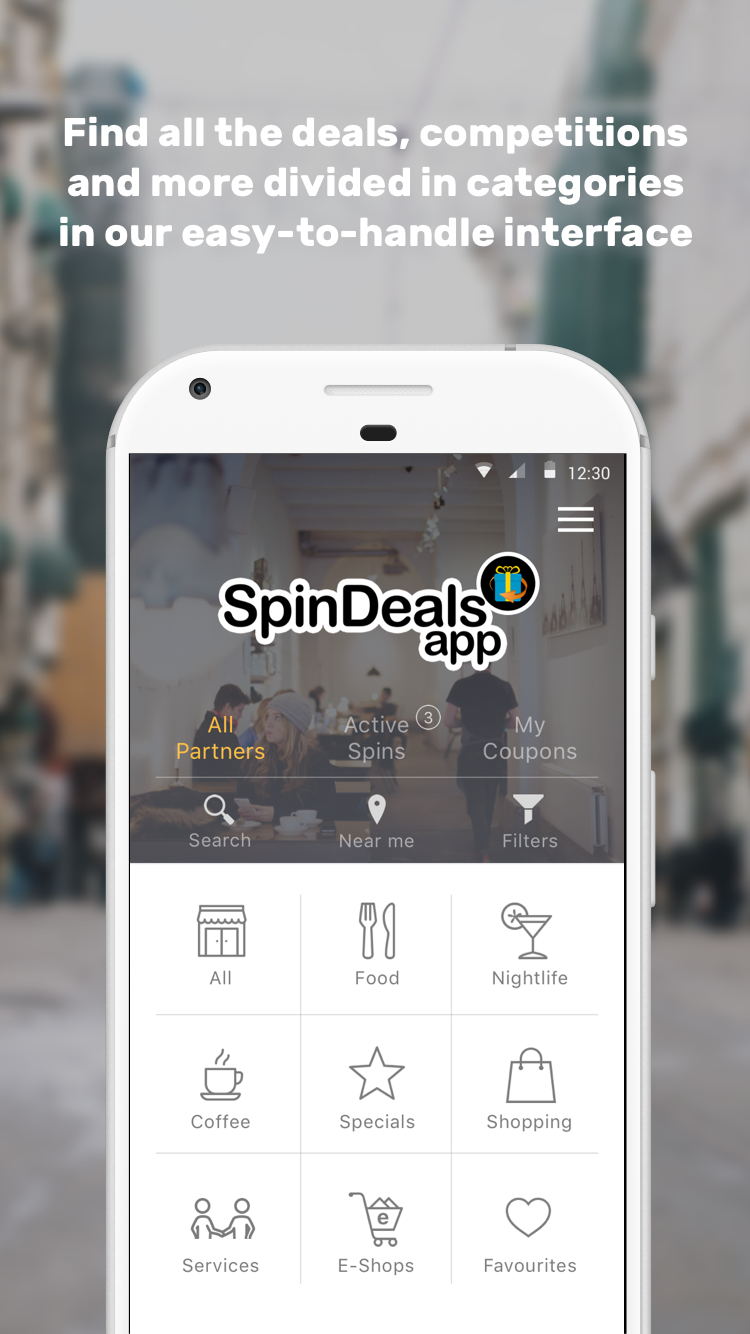 Find all the deals, competitions
and more divided in categories
in our easy-to-handle interface
12:30
SpinDeals
app
All
Partners
Active 3
Spins
My
Coupons
Search
Near me
Filters
All
Food
Nightlife
Coffee
Specials
Shopping
Services
e
E-Shops
Favourites